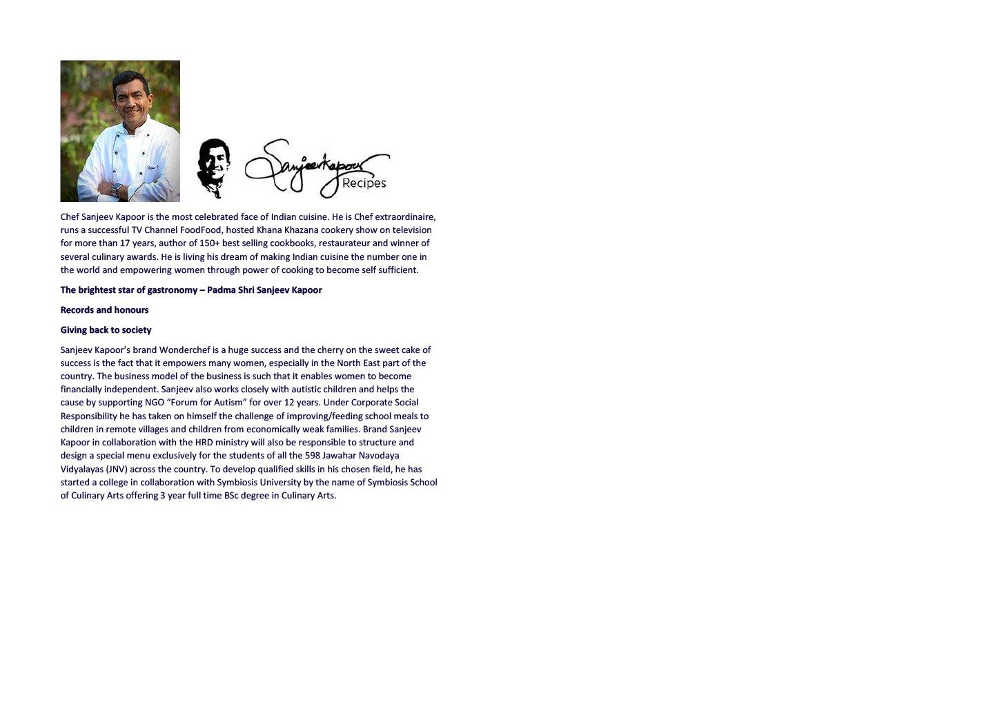 Sanjeev Kapoor
Recipes
Chef Sanjeev Kapoor is the most celebrated face of Indian cuisine. He is Chef extraordinaire,
runs a successful TV Channel FoodFood, hosted Khana Khazana cookery show on television
for more than 17 years, author of 150+ best selling cookbooks, restaurateur and winner of
several culinary awards. He is living his dream of making Indian cuisine the number one in
the world and empowering women through power of cooking to become self sufficient.
The brightest star of gastronomy – Padma Shri Sanjeev Kapoor
Records and honours
Giving back to society
Sanjeev Kapoor’s brand Wonderchef is a huge success and the cherry on the sweet cake of
success is the fact that it empowers many women, especially in the North East part of the
country. The business model of the business is such that it enables women to become
financially independent. Sanjeev also works closely with autistic children and helps the
cause by supporting NGO “Forum for Autism” for over 12 years. Under Corporate Social
Responsibility he has taken on himself the challenge of improving/feeding school meals to
children in remote villages and children from economically weak families. Brand Sanjeev
Kapoor in collaboration with the HRD ministry will also be responsible to structure and
design a special menu exclusively for the students of all the 598 Jawahar Navodaya
Vidyalayas (JNV) across the country. To develop qualified skills in his chosen field, he has
started a college in collaboration with Symbiosis University by the name of Symbiosis School
of Culinary Arts offering 3 year full time BSc degree in Culinary Arts.